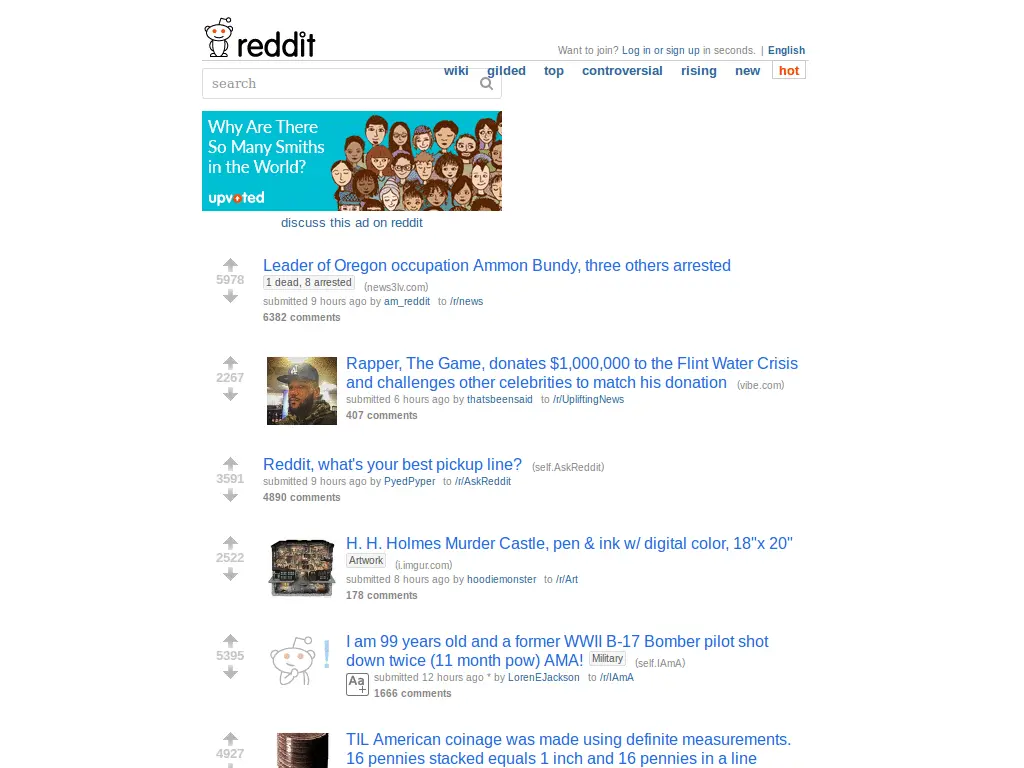 reddit
Want to join? Log in or sign up in seconds. | English
wiki gilded top controversial rising new hot
search
Why Are There
So Many Smiths
in the World?
upvoted
discuss this ad on reddit
5978
Leader of Oregon occupation Ammon Bundy, three others arrested
1 dead, 8 arrested (news3lv.com)
submitted 9 hours ago by am_reddit to /r/news
6382 comments
2267
Rapper, The Game, donates $1,000,000 to the Flint Water Crisis
and challenges other celebrities to match his donation (vibe.com)
submitted 6 hours ago by thatsbeensaid to /r/UpliftingNews
407 comments
3591
Reddit, what's your best pickup line? (self.AskReddit)
submitted 9 hours ago by PyedPyper to /r/AskReddit
4890 comments
2522
H. H. Holmes Murder Castle, pen & ink w/ digital color, 18"x 20"
Artwork (i.imgur.com)
submitted 8 hours ago by hoodiemonster to /r/Art
178 comments
5395
I am 99 years old and a former WWII B-17 Bomber pilot shot
down twice (11 month pow) AMA! Military (self.IAmA)
Aa+ submitted 12 hours ago * by LorenEJackson to /r/IAmA
1666 comments
4927
TIL American coinage was made using definite measurements.
16 pennies stacked equals 1 inch and 16 pennies in a line